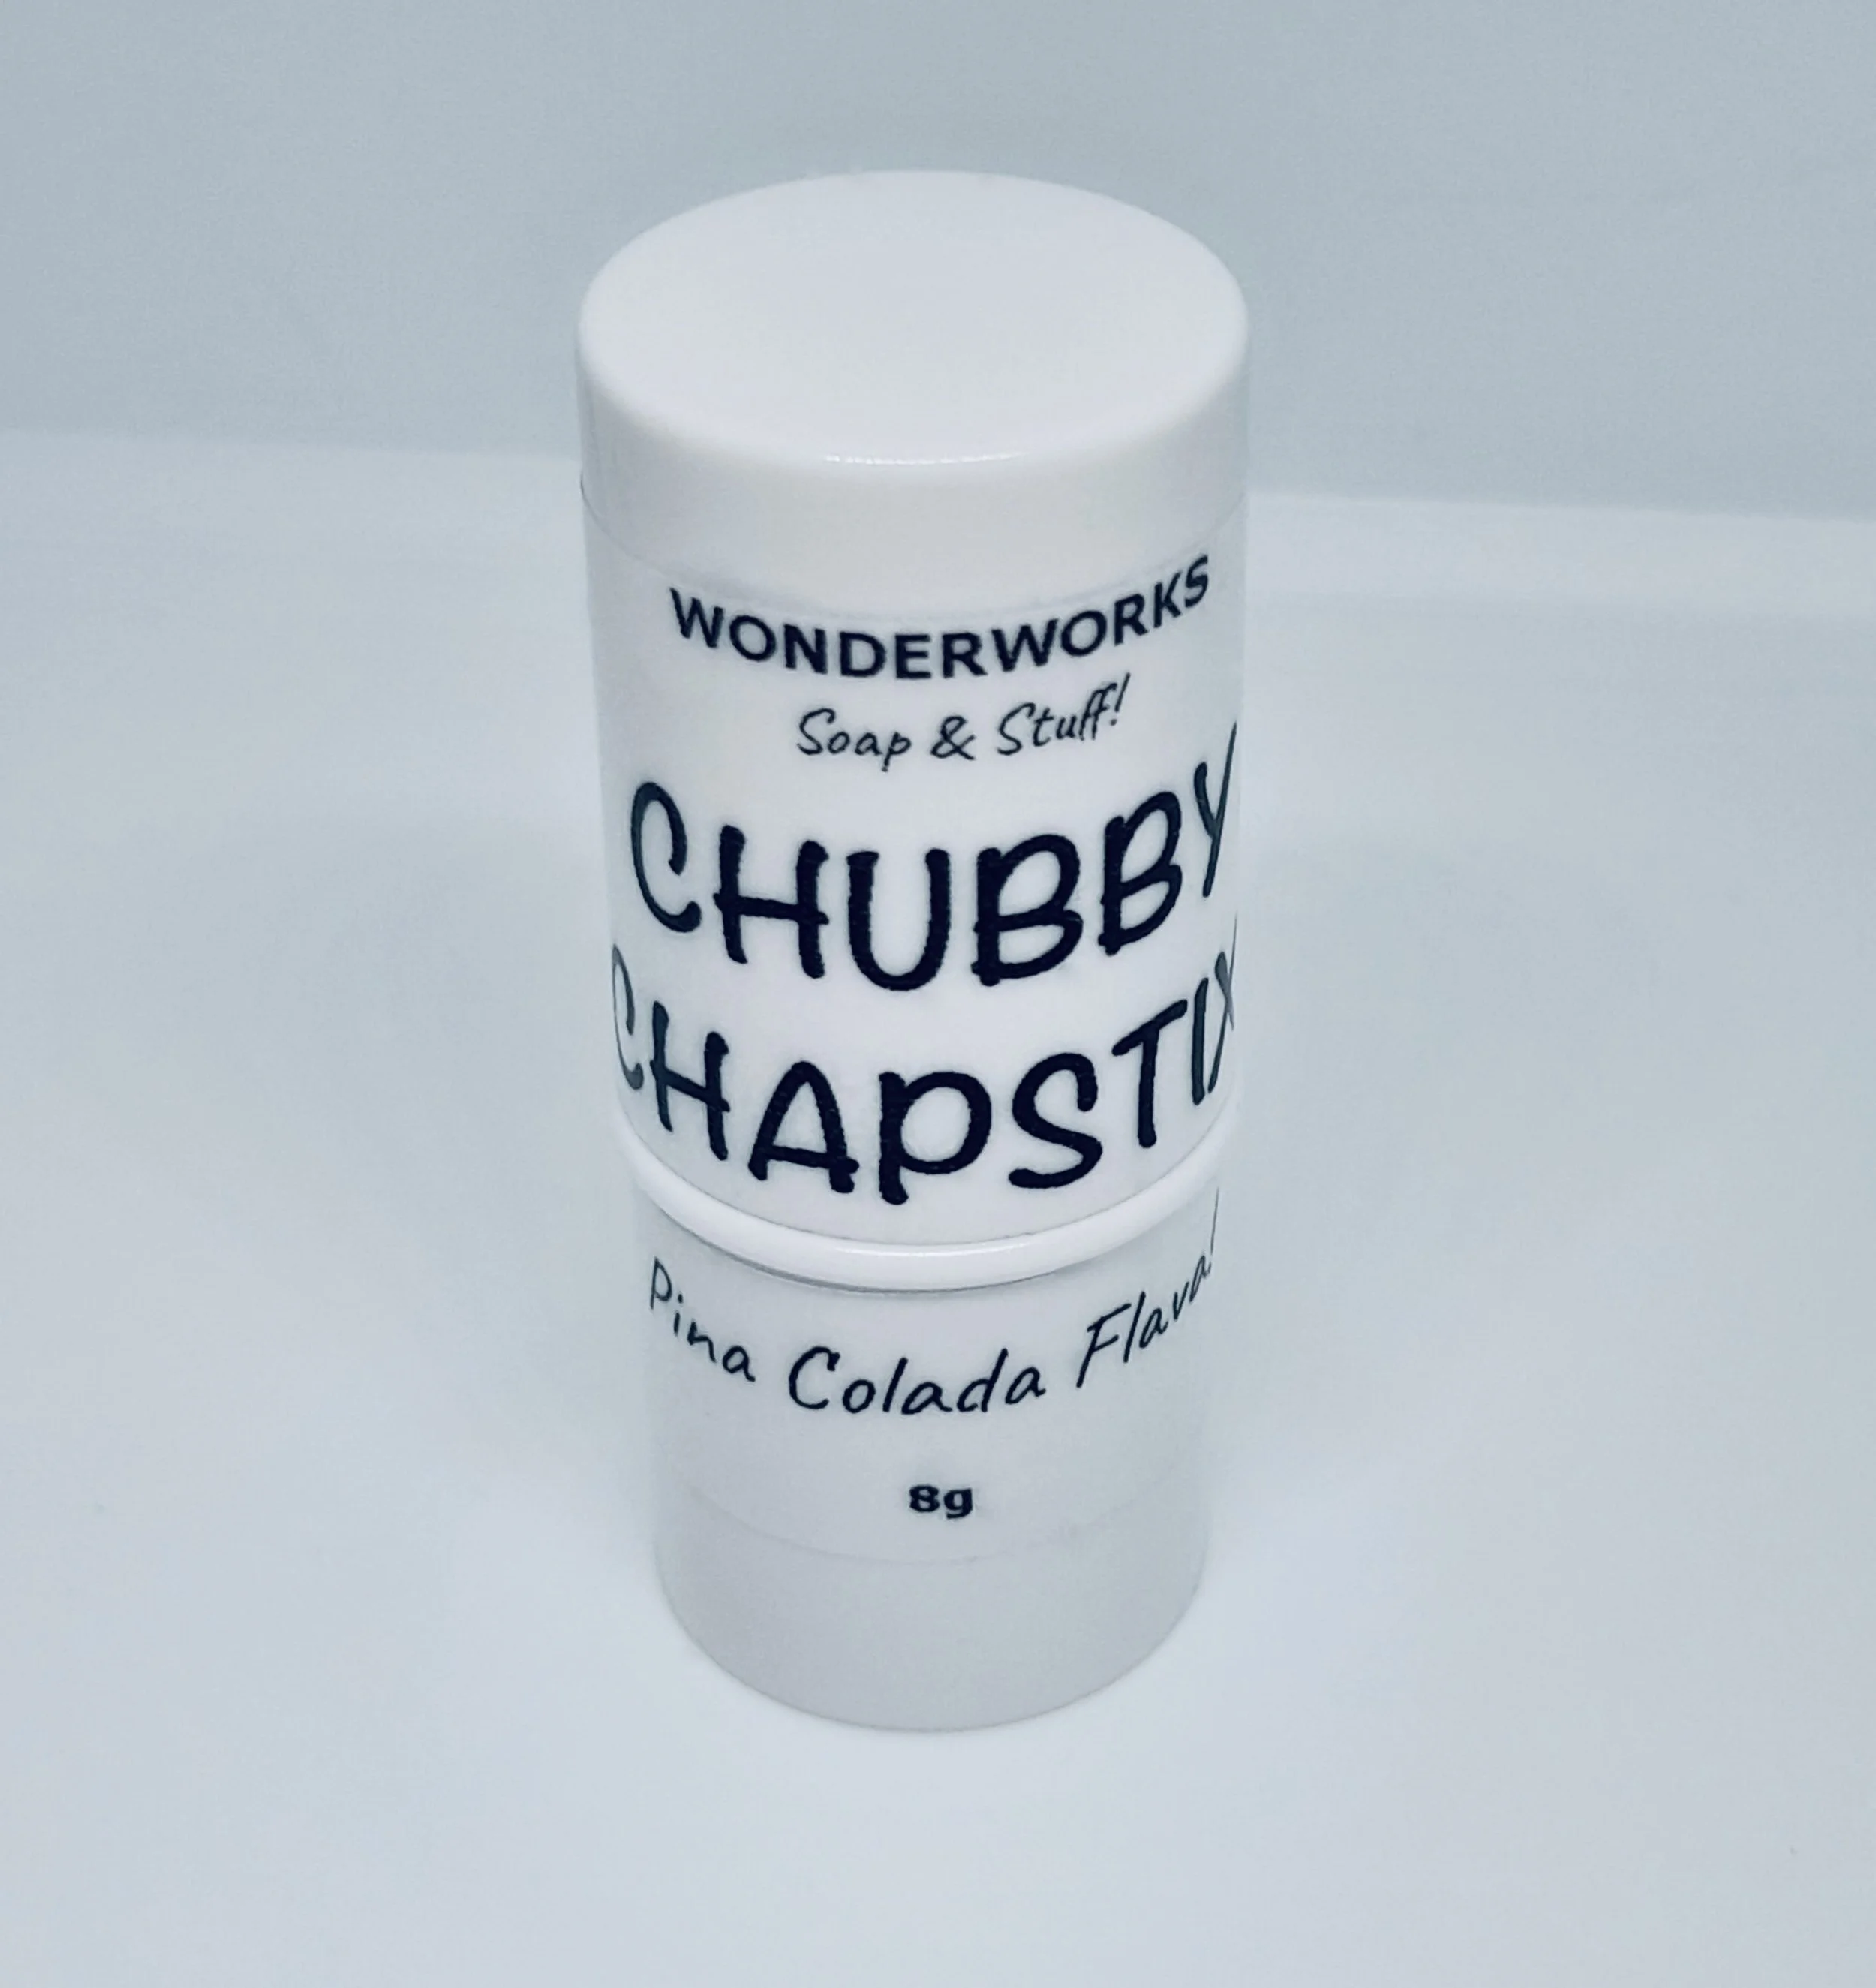 WONDERWORKS
Soap & Stuff!
CHUBBY
CHAPSTIX
Pina Colada Flava!
8g